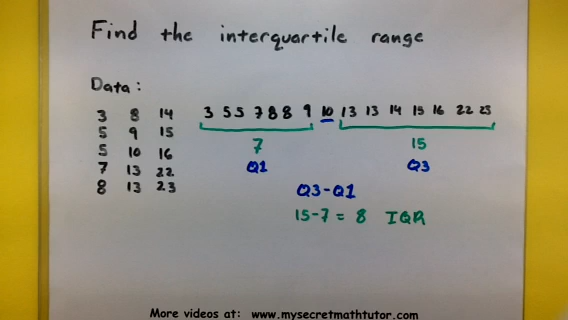 Find the interquartile range
Data:
3 8 14
5 9 15
5 10 16
7 13 22
8 13 23
3 5 5 7 8 8 9 10 13 13 14 15 16 22 23
7 15
Q1 Q3
Q3-Q1
15-7 = 8 IQR
More videos at: www.mysecretmathtutor.com